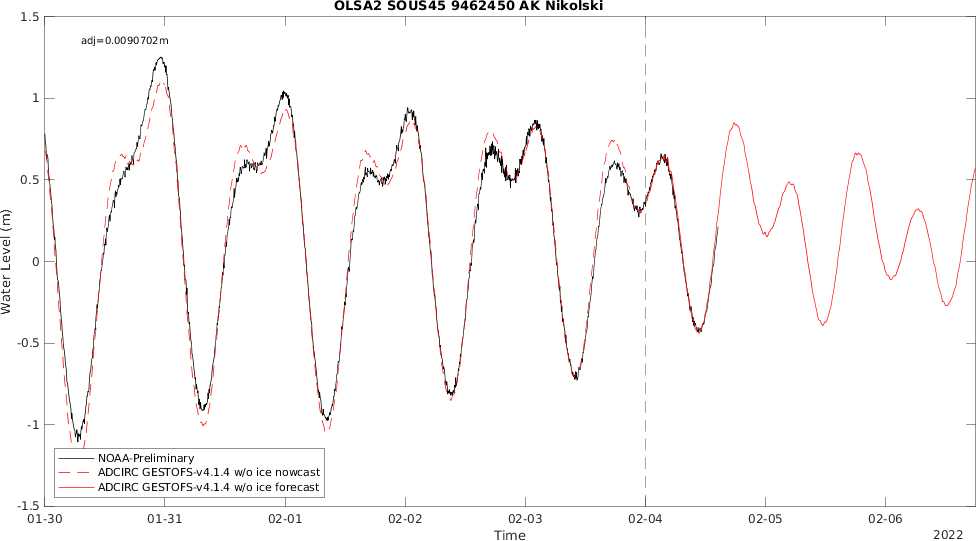 OLSA2 SOUS45 9462450 AK Nikolski
adj=0.0090702m
1.5
1
0.5
0
-0.5
-1
-1.5
Water Level (m)
NOAA-Preliminary
ADCIRC GESTOFS-v4.1.4 w/o ice nowcast
ADCIRC GESTOFS-v4.1.4 w/o ice forecast
01-30 01-31 02-01 02-02 02-03 02-04 02-05 02-06
Time
2022